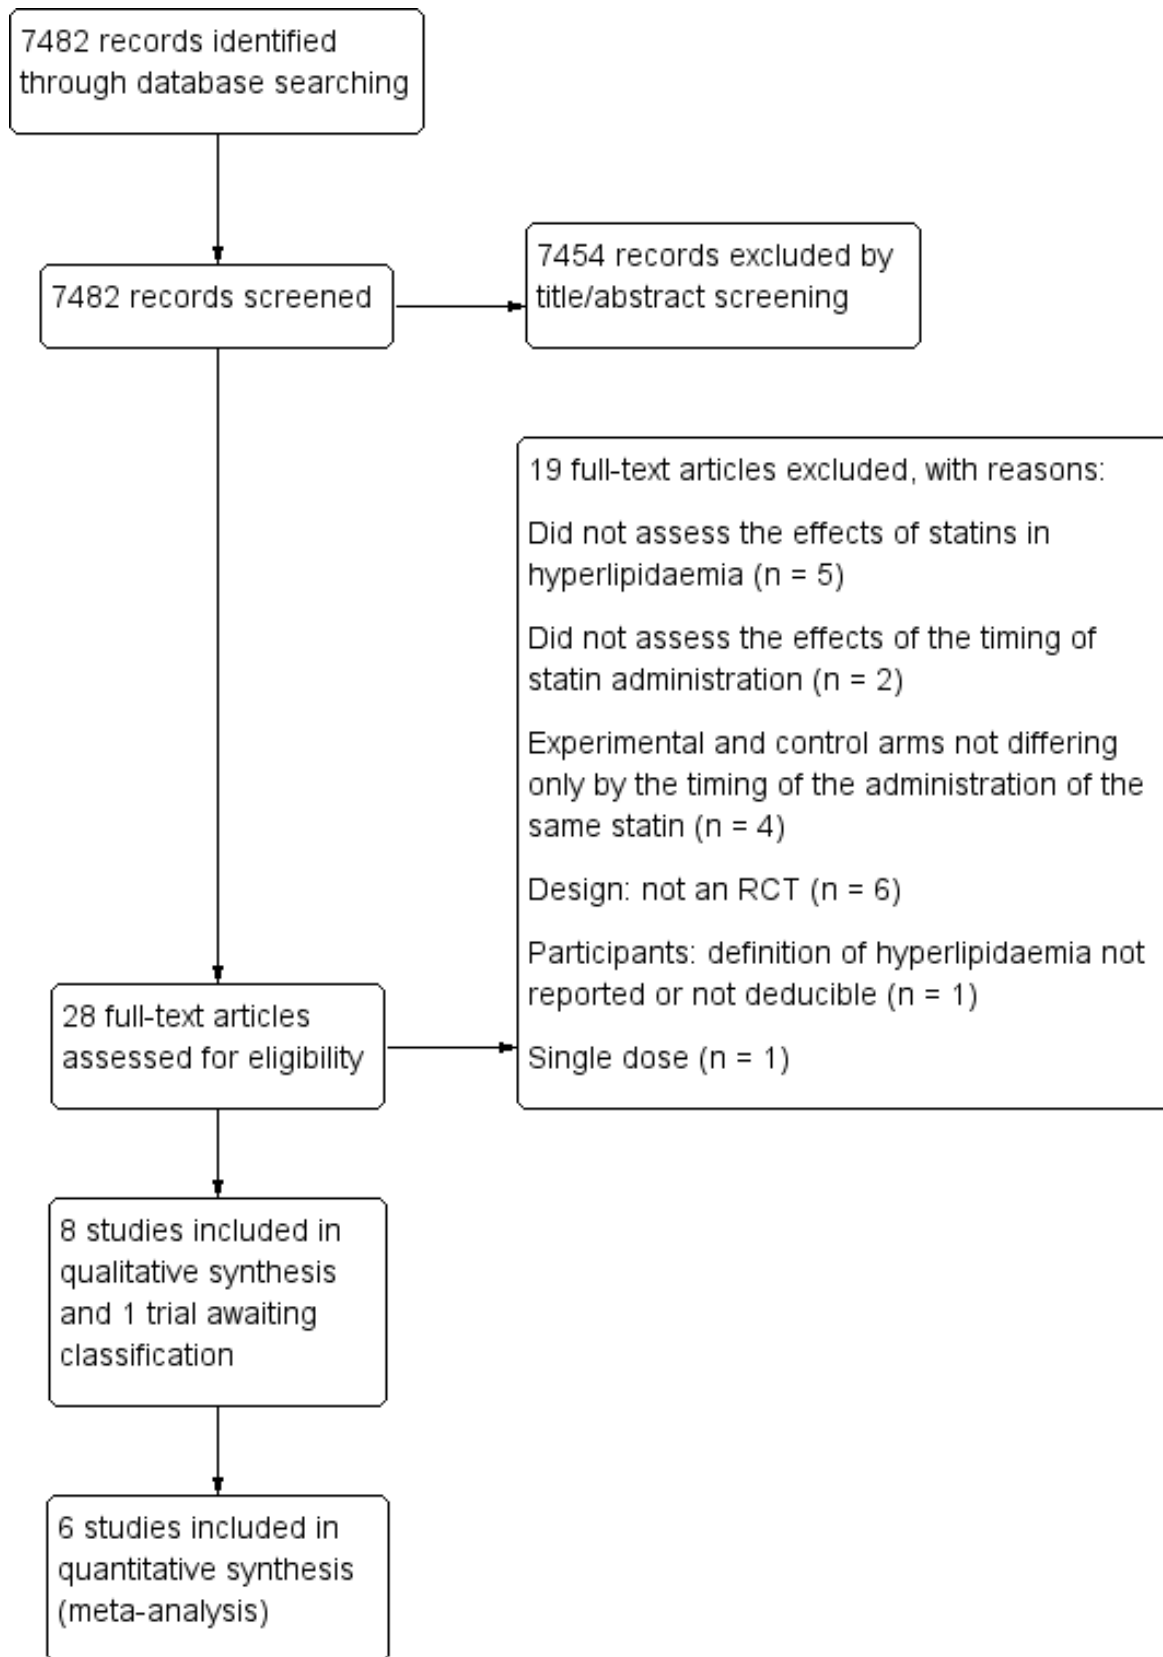 7482 records identified
through database searching
7482 records screened
7454 records excluded by
title/abstract screening
19 full-text articles excluded, with reasons:
Did not assess the effects of statins in
hyperlipidaemia (n = 5)
Did not assess the effects of the timing of
statin administration (n = 2)
Experimental and control arms not differing
only by the timing of the administration of the
same statin (n = 4)
Design: not an RCT (n = 6)
Participants: definition of hyperlipidaemia not
reported or not deducible (n = 1)
Single dose (n = 1)
28 full-text articles
assessed for eligibility
8 studies included in
qualitative synthesis
and 1 trial awaiting
classification
6 studies included in
quantitative synthesis
(meta-analysis)